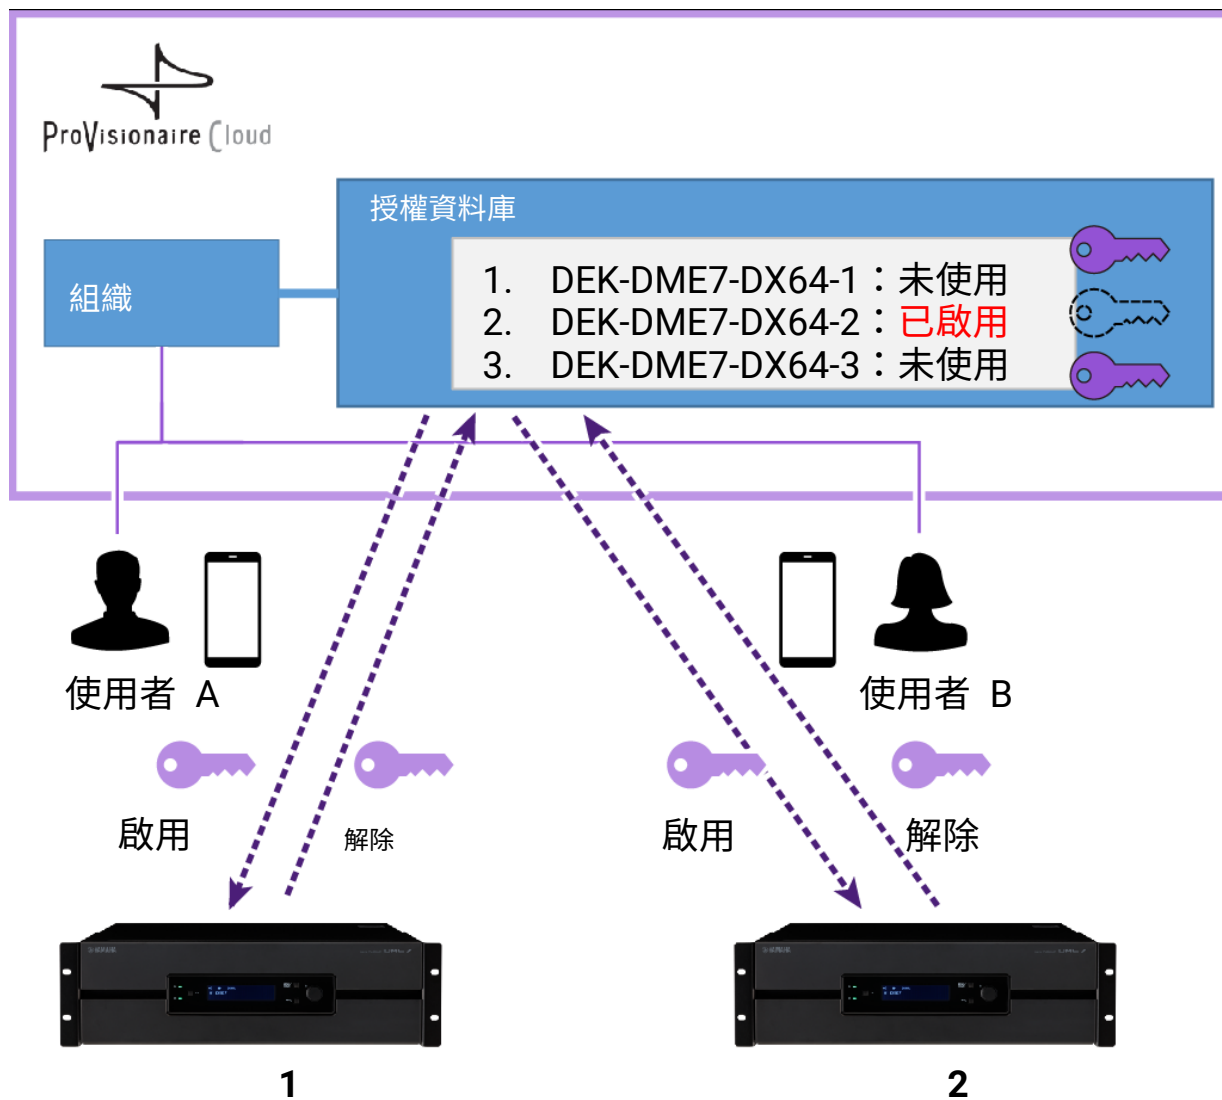 ProVisionaire Cloud
授權資料庫
組織
1. DEK-DME7-DX64-1：未使用
2. DEK-DME7-DX64-2：已啟用
3. DEK-DME7-DX64-3：未使用
使用者 A
使用者 B
啟用
解除
啟用
解除
YAMAHA
YAMAHA
1
2